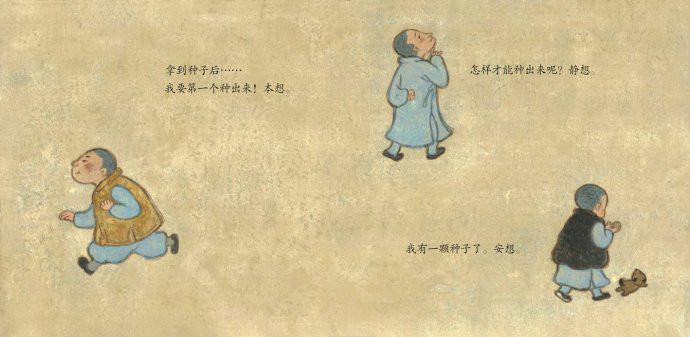 拿到种子后……
我要第一个种出来！本想。
怎样才能种出来呢？静想。
我有一颗种子了。安想。